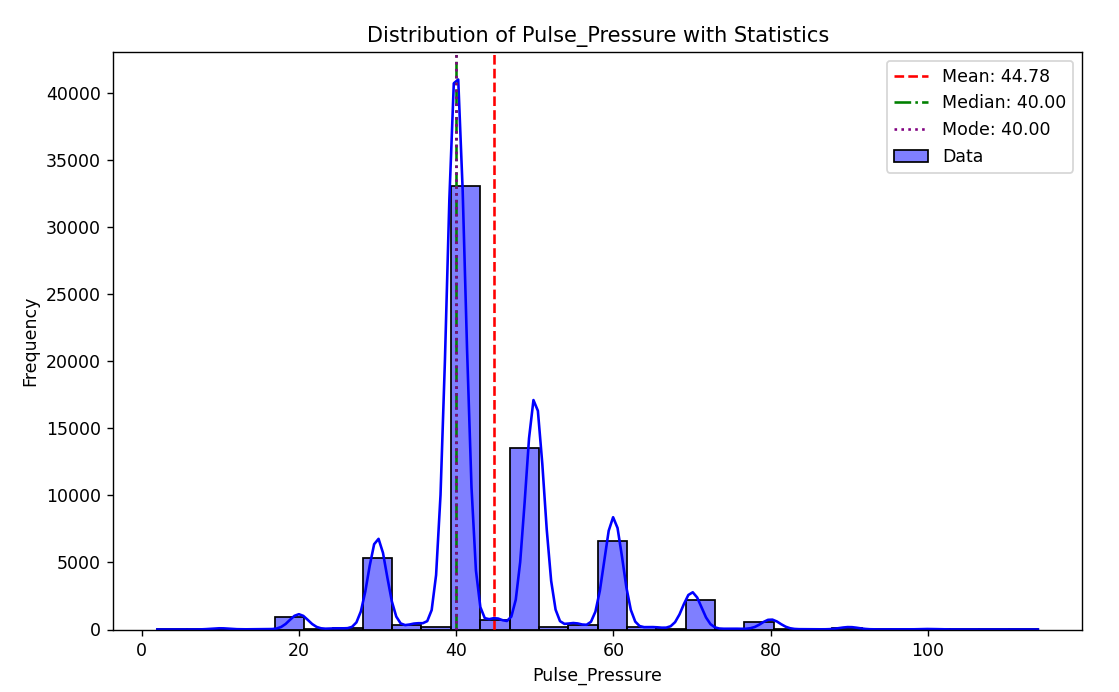 Distribution of Pulse_Pressure with Statistics
Mean: 44.78
Median: 40.00
Mode: 40.00
Data
Frequency
40000
35000
30000
25000
20000
15000
10000
5000
0
0 20 40 60 80 100
Pulse_Pressure